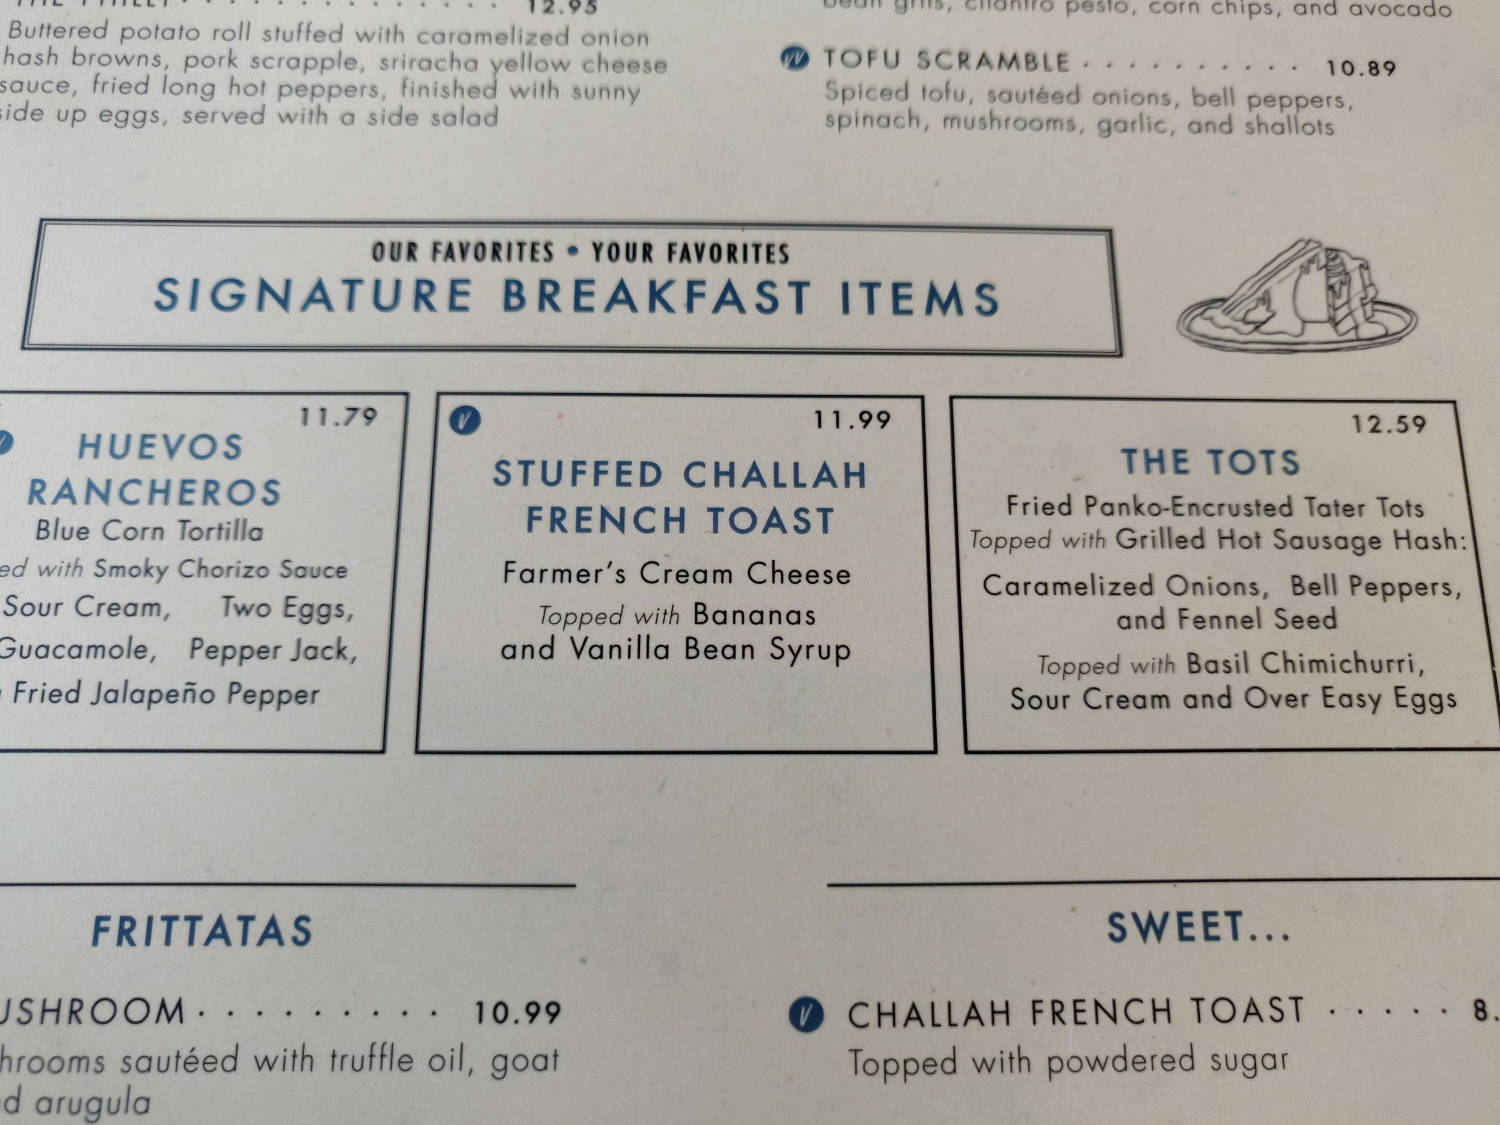 12.95
Buttered potato roll stuffed with caramelized onion
hash browns, pork scrapple, sriracha yellow cheese
sauce, fried long hot peppers, finished with sunny
side up eggs, served with a side salad
bean grits, cilantro pesto, corn chips, and avocado
VV TOFU SCRAMBLE · · · · · · · · · · 10.89
Spiced tofu, sautéed onions, bell peppers,
spinach, mushrooms, garlic, and shallots
OUR FAVORITES • YOUR FAVORITES
SIGNATURE BREAKFAST ITEMS
11.79
V HUEVOS
RANCHEROS
Blue Corn Tortilla
with Smoky Chorizo Sauce
Sour Cream, Two Eggs,
Guacamole, Pepper Jack,
Fried Jalapeño Pepper
V 11.99
STUFFED CHALLAH
FRENCH TOAST
Farmer's Cream Cheese
Topped with Bananas
and Vanilla Bean Syrup
12.59
THE TOTS
Fried Panko-Encrusted Tater Tots
Topped with Grilled Hot Sausage Hash:
Caramelized Onions, Bell Peppers,
and Fennel Seed
Topped with Basil Chimichurri,
Sour Cream and Over Easy Eggs
FRITTATAS
USHROOM · · · · · · · · · 10.99
hrooms sautéed with truffle oil, goat
d arugula
SWEET...
V CHALLAH FRENCH TOAST · · · · · 8.
Topped with powdered sugar